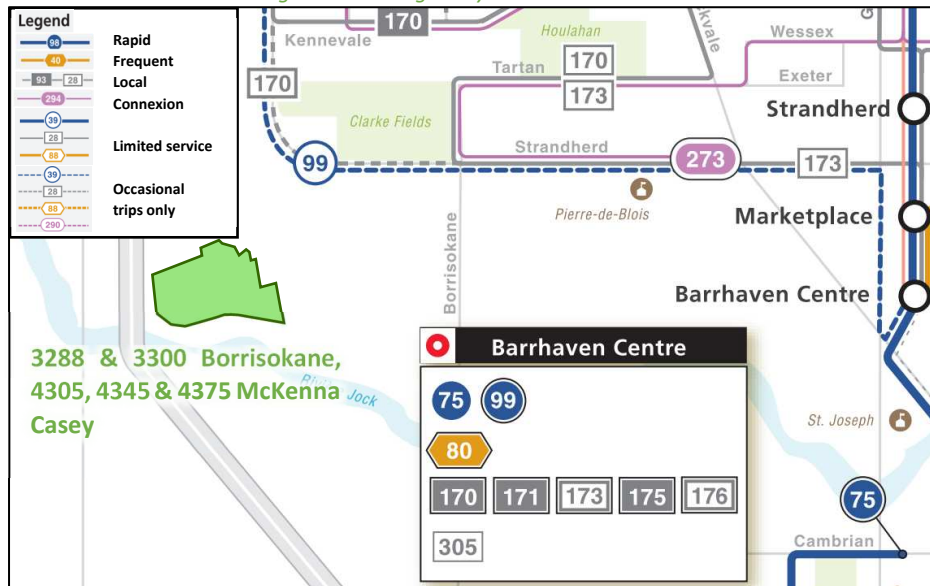 Legend
98
Rapid
40
Frequent
93
28
Local
294
Connexion
39
28
Limited service
88
39
28
Occasional
88
trips only
290
170
Kennevale
Houlahan
170
Tartan
173
170
Wessex
Exeter
Strandherd
Clarke Fields
Strandherd
99
273
173
Pierre-de-Blois
Marketplace
Borrisokane
Barrhaven Centre
3288 & 3300 Borrisokane,
4305, 4345 & 4375 McKenna
Casey
Jock
Barrhaven Centre
75
99
80
170
171
173
175
176
305
St. Joseph
75
Cambrian